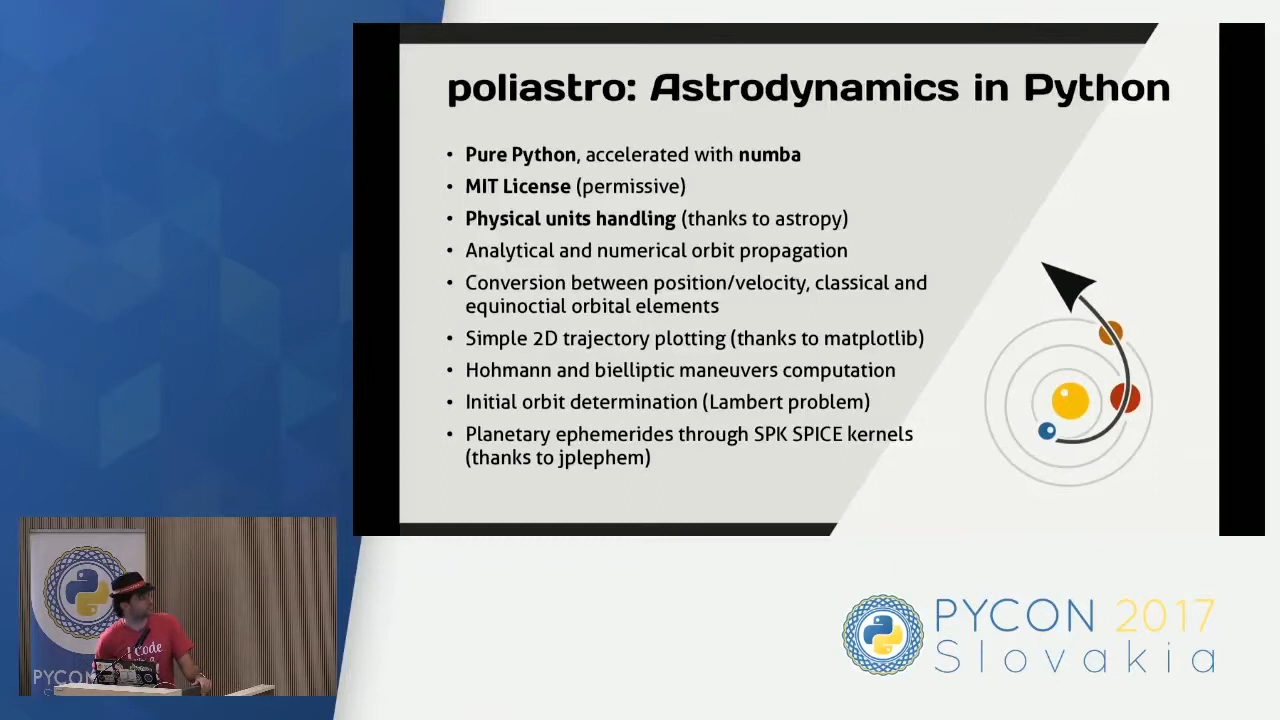 poliastro: Astrodynamics in Python
• Pure Python, accelerated with numba
• MIT License (permissive)
• Physical units handling (thanks to astropy)
• Analytical and numerical orbit propagation
• Conversion between position/velocity, classical and
equinoctial orbital elements
• Simple 2D trajectory plotting (thanks to matplotlib)
• Hohmann and bielliptic maneuvers computation
• Initial orbit determination (Lambert problem)
• Planetary ephemerides through SPK SPICE kernels
(thanks to jplephem)
I Code
PYCON
PYCON 2017
Slovakia